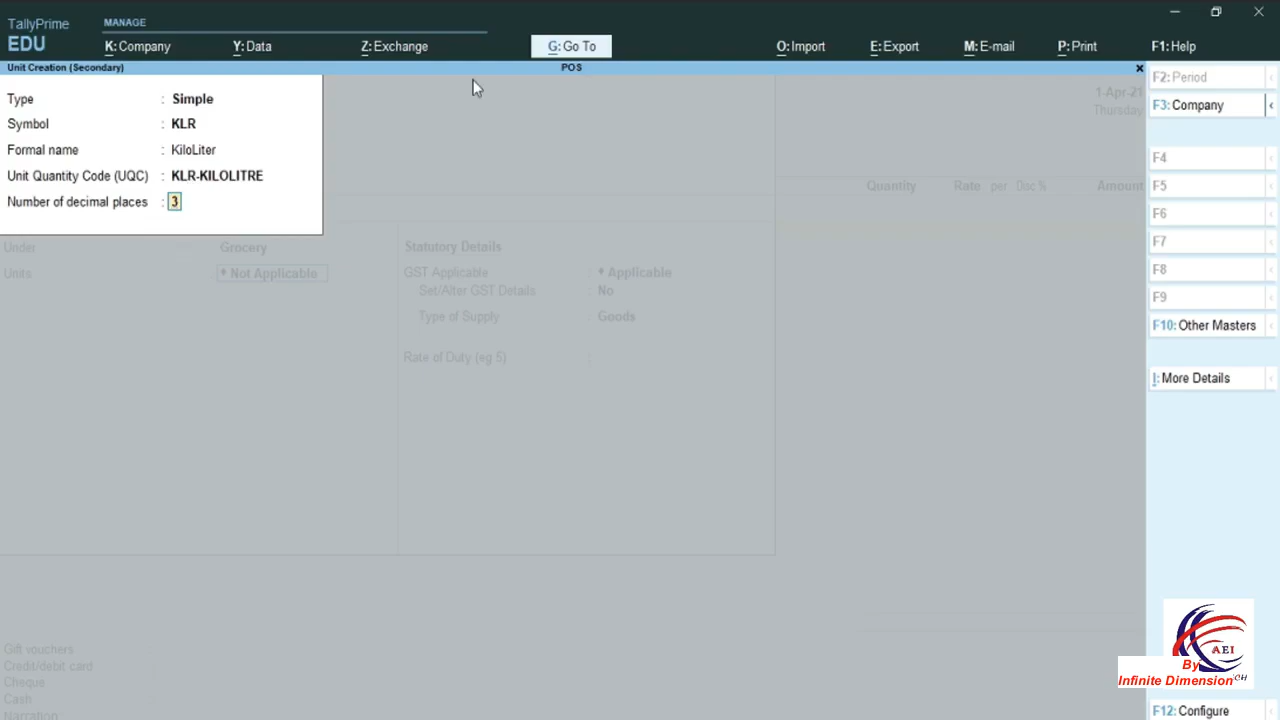 TallyPrime
EDU
MANAGE
K: Company
Y: Data
Z: Exchange
G: Go To
O: Import
E: Export
M: E-mail
P: Print
F1: Help
Unit Creation (Secondary)
POS
Type : Simple
Symbol : KLR
Formal name : KiloLiter
Unit Quantity Code (UQC) : KLR-KILOLITRE
Number of decimal places : 3
1-Apr-21
Thursday
Quantity Rate per Disc % Amount
Under Grocery
Units Not Applicable
Statutory Details
GST Applicable : Applicable
Set/Alter GST Details : No
Type of Supply : Goods
Rate of Duty (eg 5) :
Gift vouchers
Credit/debit card
Cheque
Cash
Narration
F2: Period
F3: Company
F4
F5
F6
F7
F8
F9
F10: Other Masters
I: More Details
F12: Configure
AEI
By
Infinite Dimension